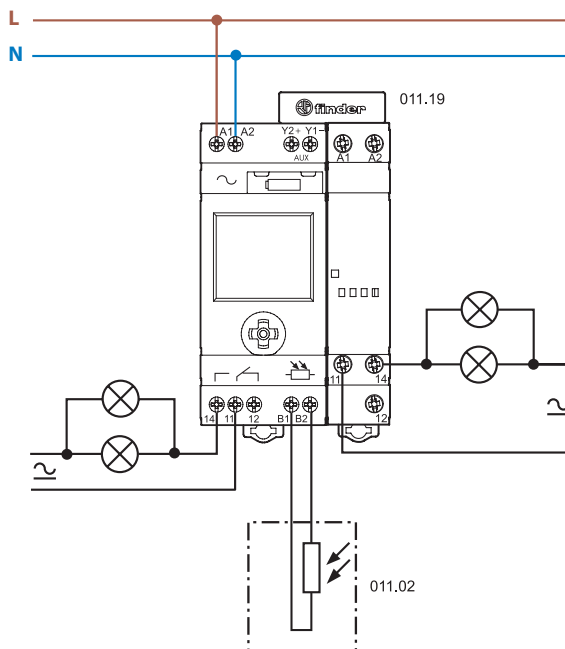 L
N
finder
011.19
A1 A2 Y2+ Y1-
AUX
A1 A2
11 14
12
14 11 12 B1 B2
011.02